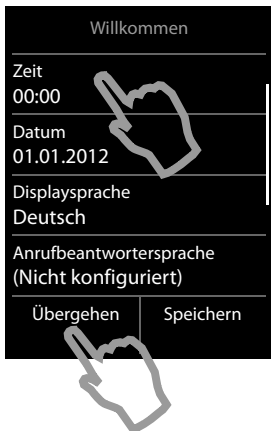 Willkommen
Zeit
00:00
Datum
01.01.2012
Displaysprache
Deutsch
Anrufbeantwortersprache
(Nicht konfiguriert)
Übergehen
Speichern